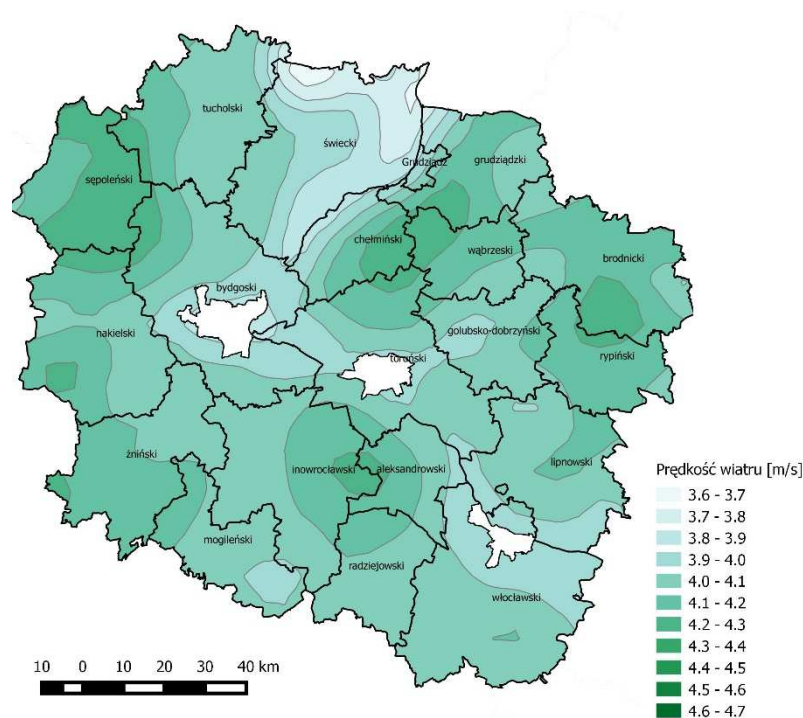 tucholski
świecki
Grudziądz
grudziądzki
sępoleński
chełmiński
wąbrzeski
brodnicki
bydgoski
nakielski
golubsko-dobrzyński
toruński
rypiński
żniński
inowrocławski
aleksandrowski
lipnowski
mogileński
radziejowski
włocławski
Prędkość wiatru [m/s]
3.6 - 3.7
3.7 - 3.8
3.8 - 3.9
3.9 - 4.0
4.0 - 4.1
4.1 - 4.2
4.2 - 4.3
4.3 - 4.4
4.4 - 4.5
4.5 - 4.6
4.6 - 4.7
10 0 10 20 30 40 km